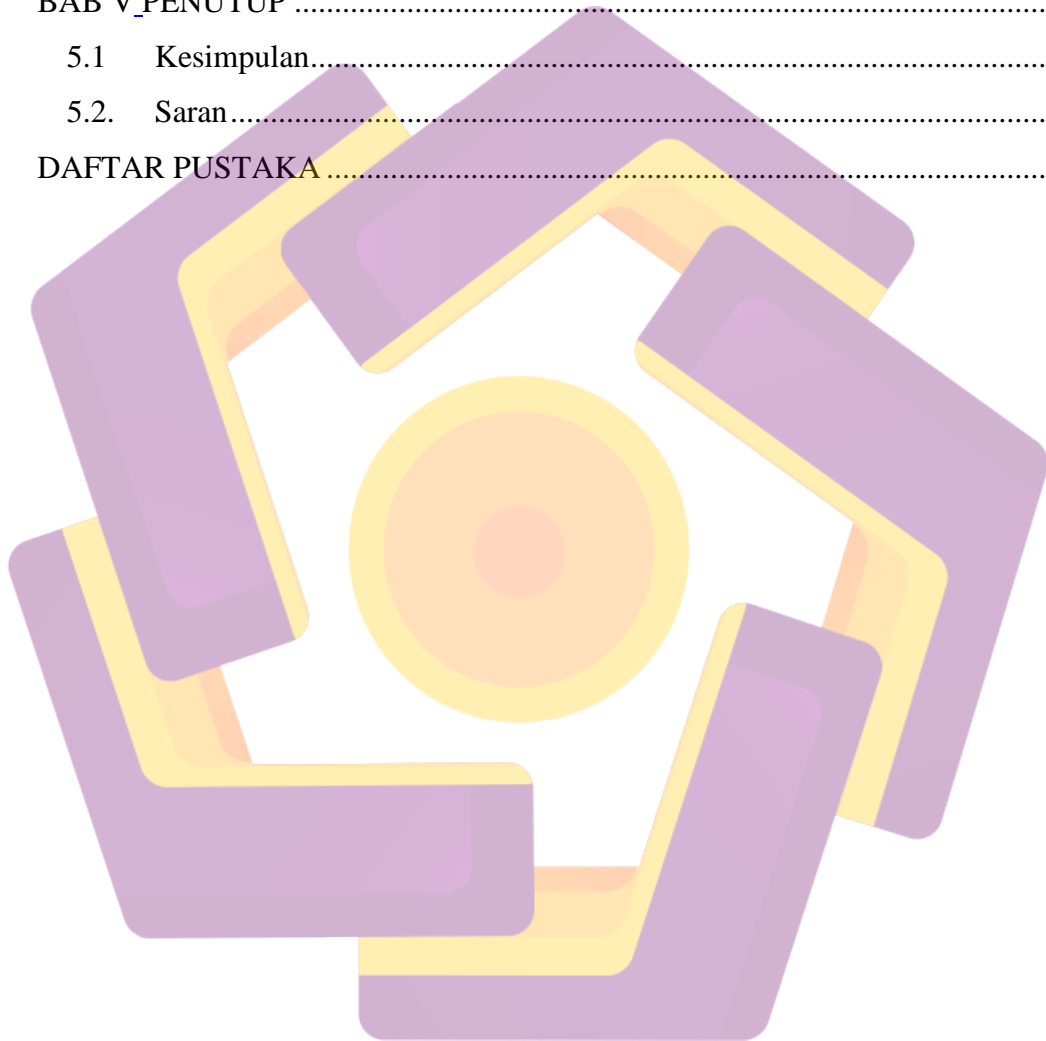 BAB V PENUTUP ....................................................................................................
5.1 Kesimpulan............................................................................................
5.2. Saran......................................................................................................
DAFTAR PUSTAKA ..........................................................................................